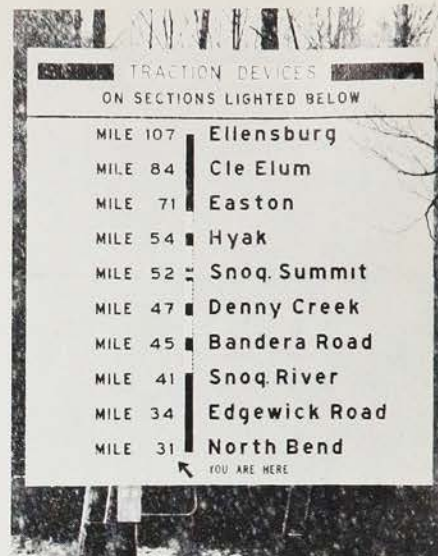 TRACTION DEVICES
ON SECTIONS LIGHTED BELOW
MILE 107 Ellensburg
MILE 84 Cle Elum
MILE 71 Easton
MILE 54 Hyak
MILE 52 Snoq. Summit
MILE 47 Denny Creek
MILE 45 Bandera Road
MILE 41 Snoq. River
MILE 34 Edgewick Road
MILE 31 North Bend
YOU ARE HERE